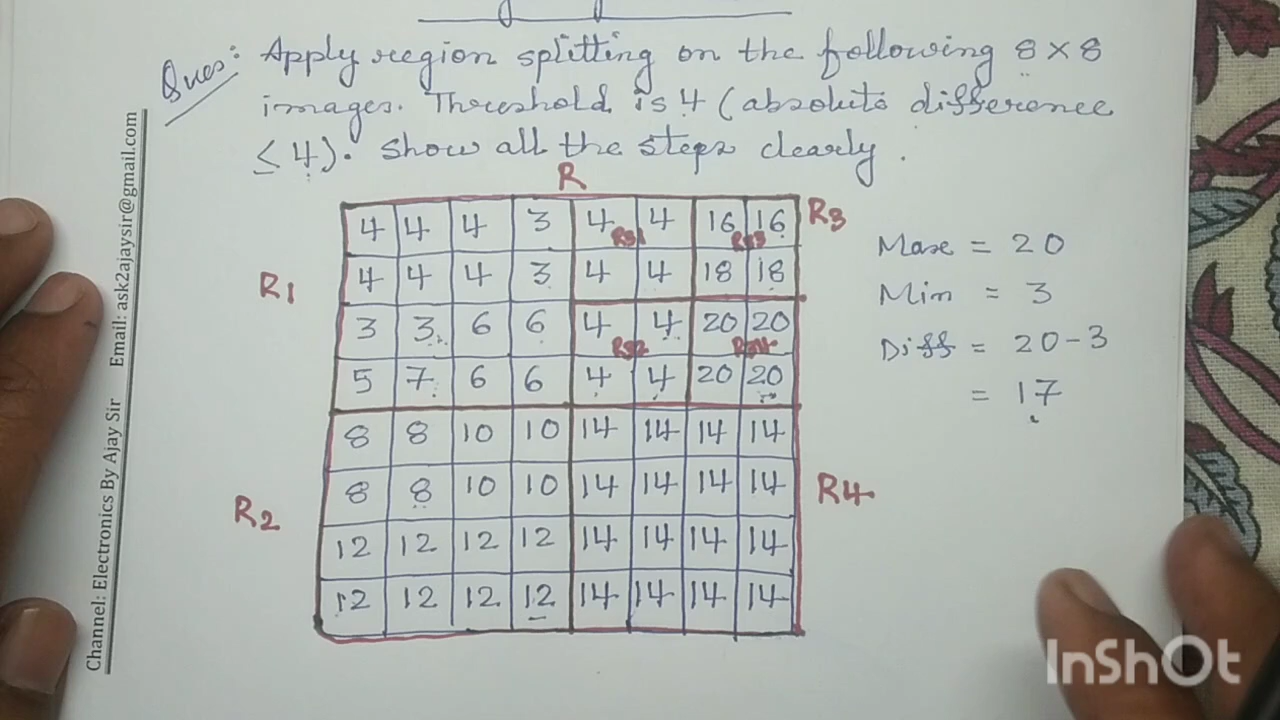 Ques: Apply region splitting on the following 8 × 8
images. Threshold is 4 (absolute difference
≤ 4). Show all the steps clearly.
R
4 4 4 3 4 4 16 16 R3
R31 R33
R1 4 4 4 3 4 4 18 18
3 3 6 6 4 4 20 20
R32 R34
5 7 6 6 4 4 20 20
8 8 10 10 14 14 14 14
R2 8 8 10 10 14 14 14 14 R4
12 12 12 12 14 14 14 14
12 12 12 12 14 14 14 14
Max = 20
Min = 3
Diff = 20-3
= 17
Channel: Electronics By Ajay Sir Email: ask2ajaysir@gmail.com
InShOt